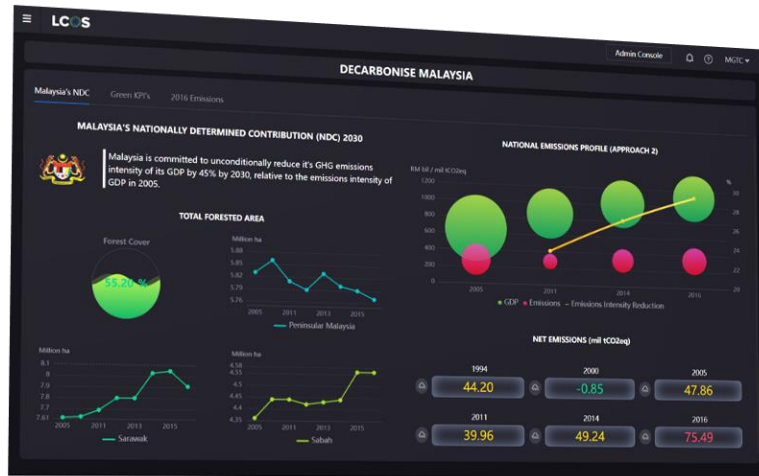 LCOS
Admin Console
MGTC
DECARBONISE MALAYSIA
Malaysia's NDC
Green KPI's
2016 Emissions
MALAYSIA'S NATIONALLY DETERMINED CONTRIBUTION (NDC) 2030
Malaysia is committed to unconditionally reduce it's GHG emissions
intensity of its GDP by 45% by 2030, relative to the emissions intensity of
GDP in 2005.
TOTAL FORESTED AREA
Forest Cover
55.20 %
Million ha
5.88
5.85
5.82
5.79
5.76
2005
2011
2013
2015
Peninsular Malaysia
Million ha
8.1
8
7.9
7.8
7.7
7.61
2005
2011
2013
2015
Sarawak
Million ha
4.58
4.55
4.5
4.45
4.4
4.35
2005
2011
2013
2015
Sabah
NATIONAL EMISSIONS PROFILE (APPROACH 2)
RM bil / mil tCO2eq
%
1200
1000
800
600
400
200
0
30
28
26
24
22
20
2005
2011
2014
2016
GDP
Emissions
Emissions Intensity Reduction
NET EMISSIONS (mil tCO2eq)
1994
2000
2005
44.20
-0.85
47.86
2011
2014
2016
39.96
49.24
75.49